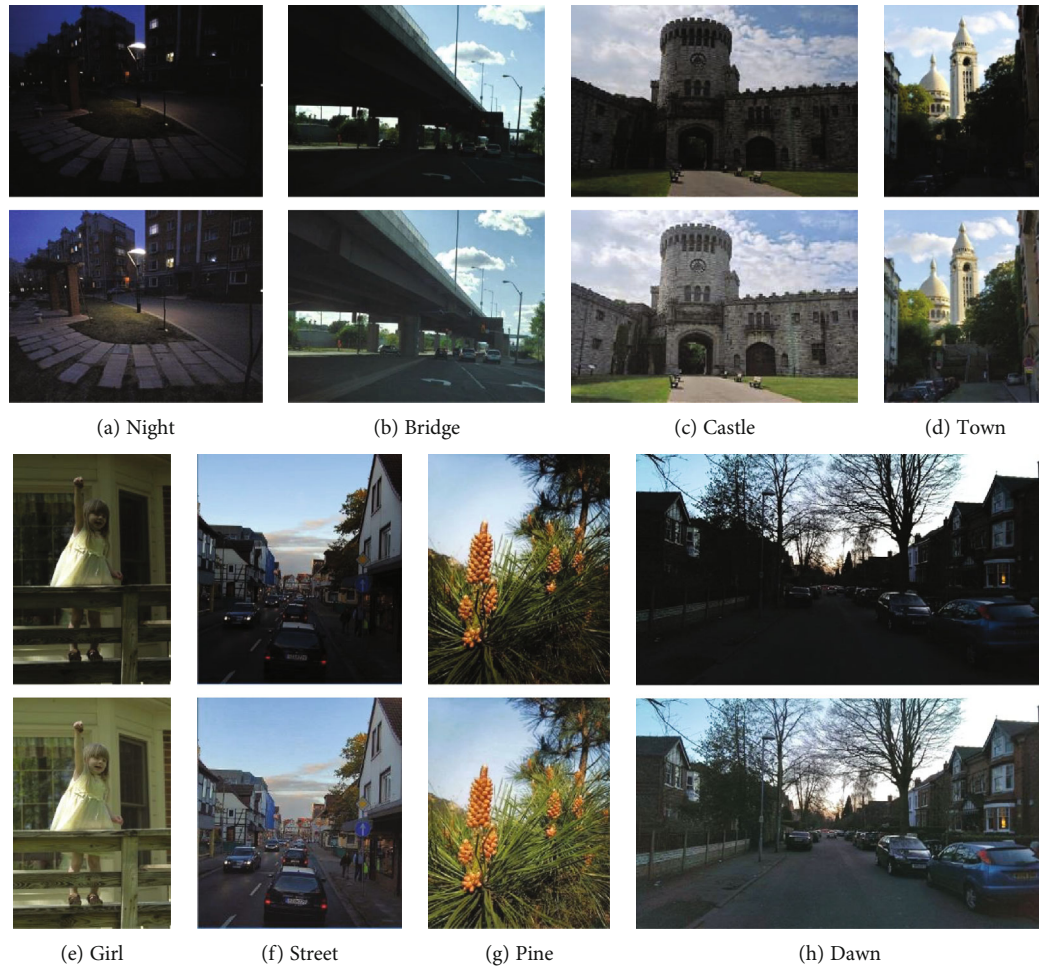 (a) Night
(b) Bridge
(c) Castle
(d) Town
(e) Girl
(f) Street
(g) Pine
(h) Dawn